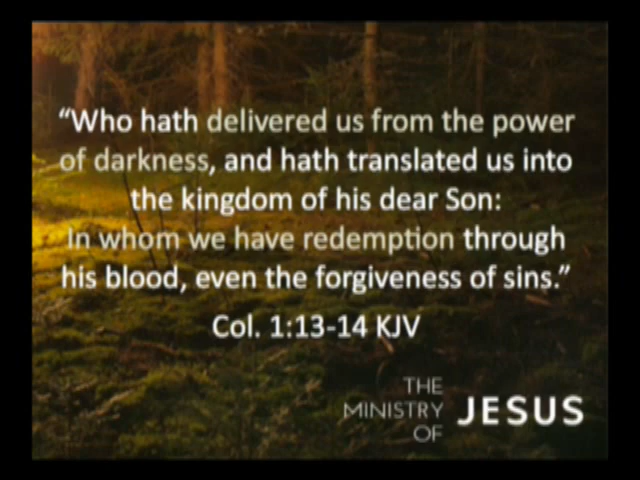 “Who hath delivered us from the power
of darkness, and hath translated us into
the kingdom of his dear Son:
In whom we have redemption through
his blood, even the forgiveness of sins.”
Col. 1:13-14 KJV
THE
MINISTRY
OF
JESUS